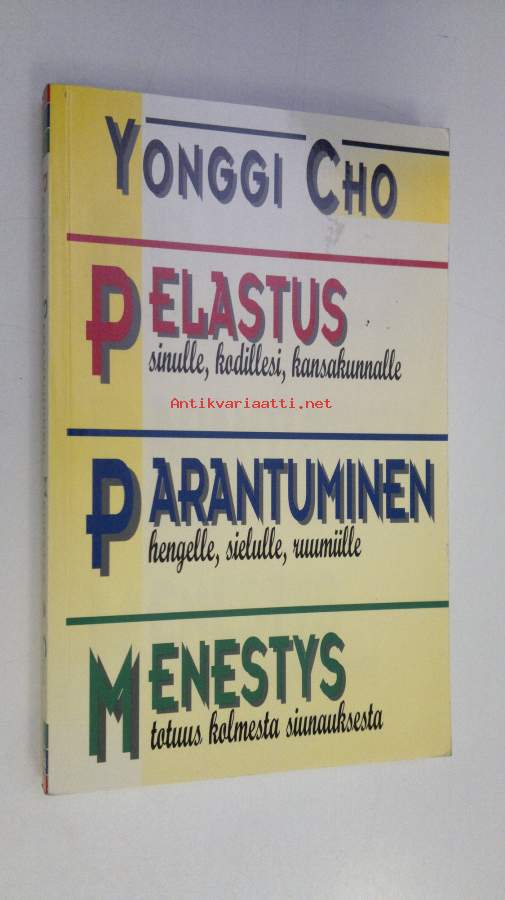 YONGGI CHO
PELASTUS
sinulle, kodillesi, kansakunnalle
Antikvariaatti.net
PARANTUMINEN
hengelle, sielulle, ruumiille
MENESTYS
totuus kolmesta siunauksesta